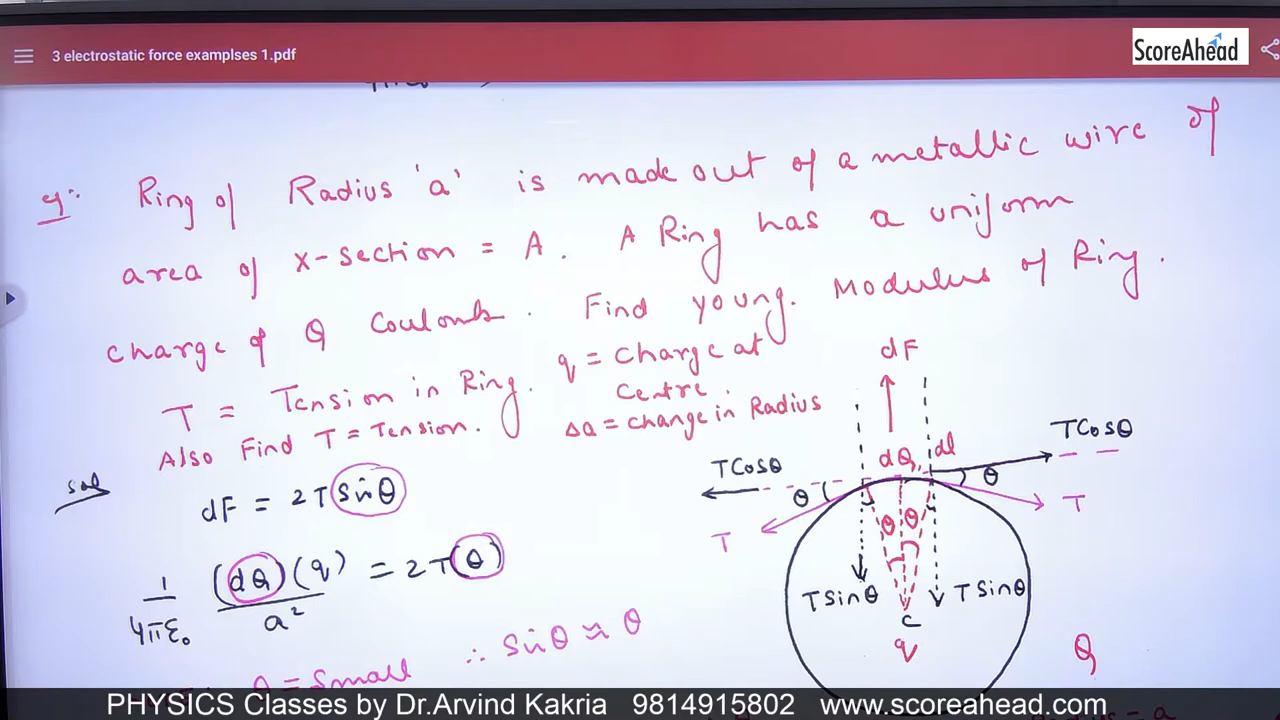 3 electrostatic force examplses 1.pdf
ScoreAhead
4: Ring of Radius 'a' is made out of a metallic wire of
area of x-section = A. A Ring has a uniform
charge of Q Coulomb. Find young. Modulus of Ring.
T = Tension in Ring. q = Charge at
Centre.
Also Find T = Tension. Δa = change in Radius
Sol
dF = 2T sinθ
1/4πε₀ (dQ)(q)/a² = 2T(θ)
θ = small ∴ sinθ ≈ θ
dF
TCosθ
TCosθ
dQ, dl
θ
θ
T
T
θ θ
TSinθ
TSinθ
C
q
Q
PHYSICS Classes by Dr.Arvind Kakria 9814915802 www.scoreahead.com